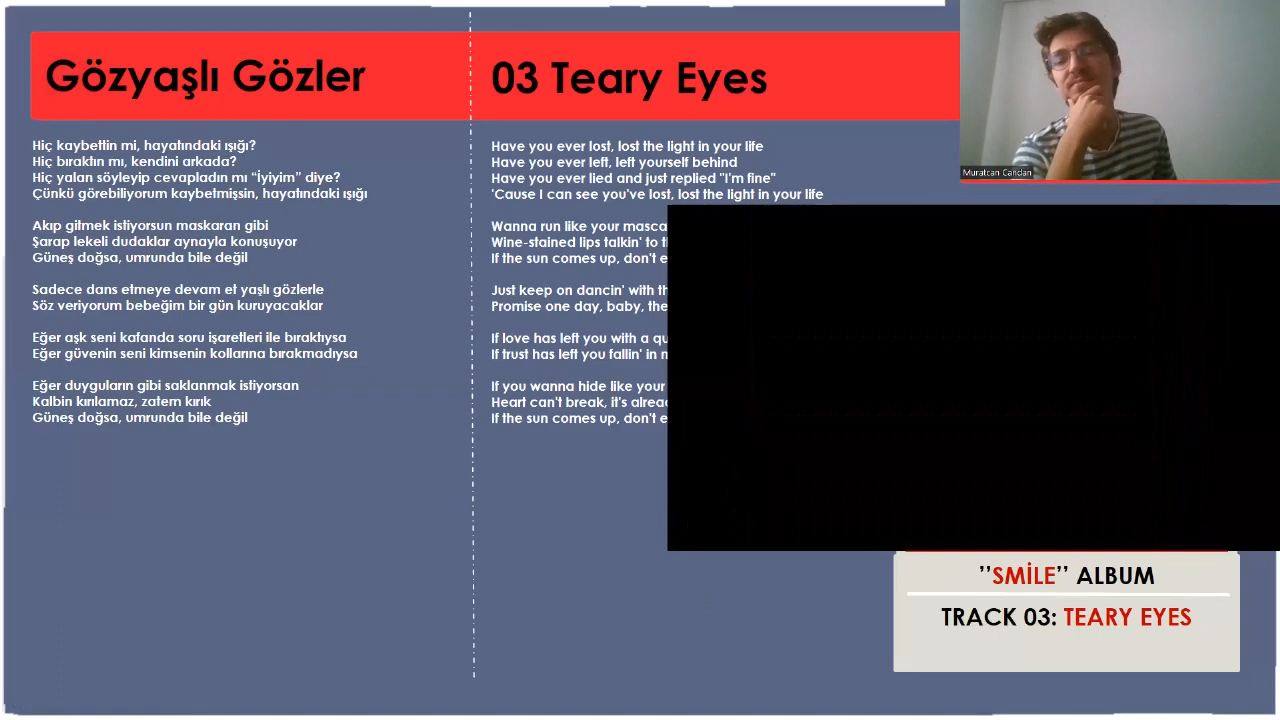 Gözyaşlı Gözler
Hiç kaybettin mi, hayatındaki ışığı?
Hiç bıraktın mı, kendini arkada?
Hiç yalan söyleyip cevapladın mı “İyiyim” diye?
Çünkü görebiliyorum kaybetmişsin, hayatındaki ışığı
Akıp gitmek istiyorsun maskaran gibi
Şarap lekeli dudaklar aynayla konuşuyor
Güneş doğsa, umrunda bile değil
Sadece dans etmeye devam et yaşlı gözlerle
Söz veriyorum bebeğim bir gün kuruyacaklar
Eğer aşk seni kafanda soru işaretleri ile bıraktıysa
Eğer güvenin seni kimsenin kollarına bırakmadıysa
Eğer duyguların gibi saklanmak istiyorsan
Kalbin kırılamaz, zatem kırık
Güneş doğsa, umrunda bile değil
03 Teary Eyes
Have you ever lost, lost the light in your life
Have you ever left, left yourself behind
Have you ever lied and just replied "I'm fine"
'Cause I can see you've lost, lost the light in your life
Wanna run like your masca
Wine-stained lips talkin' to
If the sun comes up, don't e
Just keep on dancin' with th
Promise one day, baby, the
If love has left you with a qu
If trust has left you fallin' in
If you wanna hide like your
Heart can't break, it's alrea
If the sun comes up, don't e
Muratcan Candan
’’SMİLE’’ ALBUM
TRACK 03: TEARY EYES